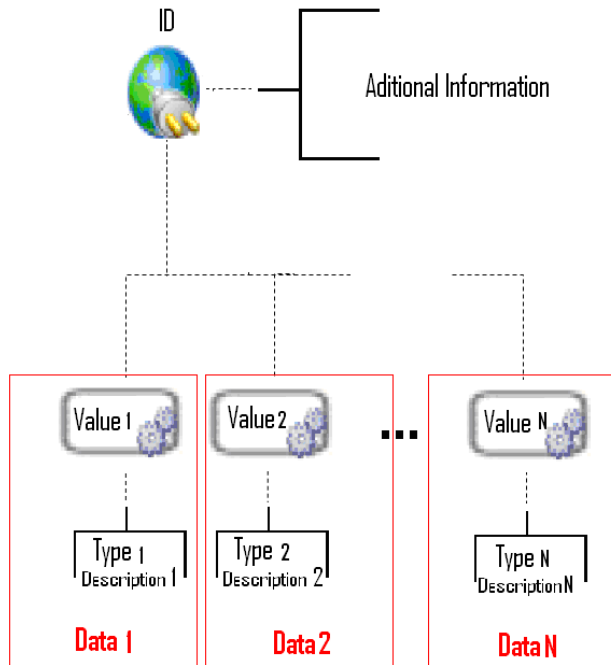 ID
Aditional Information
Value 1
Value 2
...
Value N
Type 1
Description 1
Type 2
Description 2
Type N
Description N
Data 1
Data 2
Data N